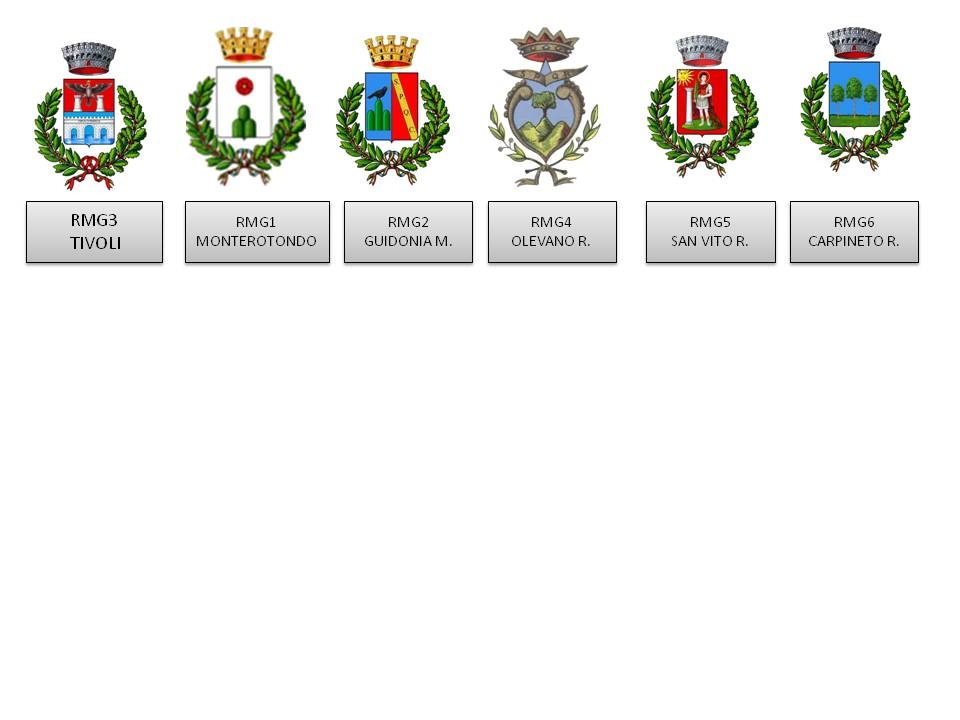 RMG3
TIVOLI
RMG1
MONTEROTONDO
RMG2
GUIDONIA M.
RMG4
OLEVANO R.
RMG5
SAN VITO R.
RMG6
CARPINETO R.